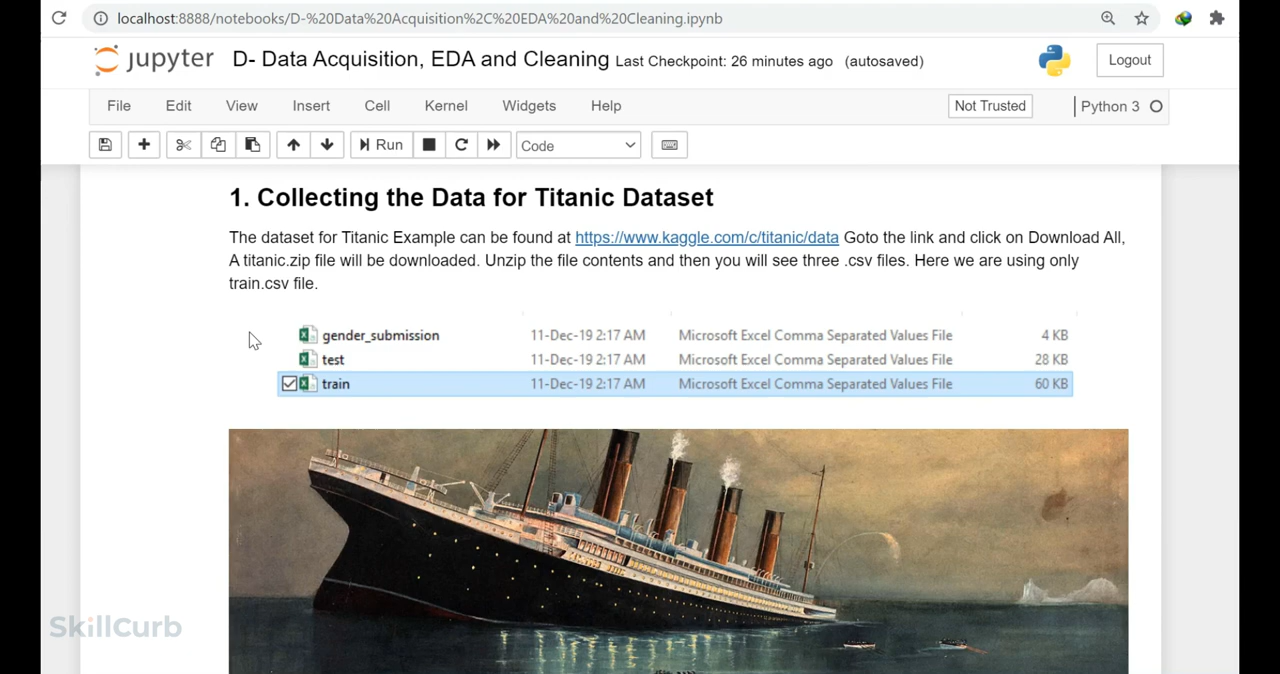 localhost:8888/notebooks/D-%20Data%20Acquisition%2C%20EDA%20and%20Cleaning.ipynb
jupyter D- Data Acquisition, EDA and Cleaning Last Checkpoint: 26 minutes ago (autosaved) Logout
File Edit View Insert Cell Kernel Widgets Help Not Trusted Python 3
Run Code
1. Collecting the Data for Titanic Dataset
The dataset for Titanic Example can be found at https://www.kaggle.com/c/titanic/data Goto the link and click on Download All,
A titanic.zip file will be downloaded. Unzip the file contents and then you will see three .csv files. Here we are using only
train.csv file.
gender_submission 11-Dec-19 2:17 AM Microsoft Excel Comma Separated Values File 4 KB
test 11-Dec-19 2:17 AM Microsoft Excel Comma Separated Values File 28 KB
train 11-Dec-19 2:17 AM Microsoft Excel Comma Separated Values File 60 KB
SkillCurb